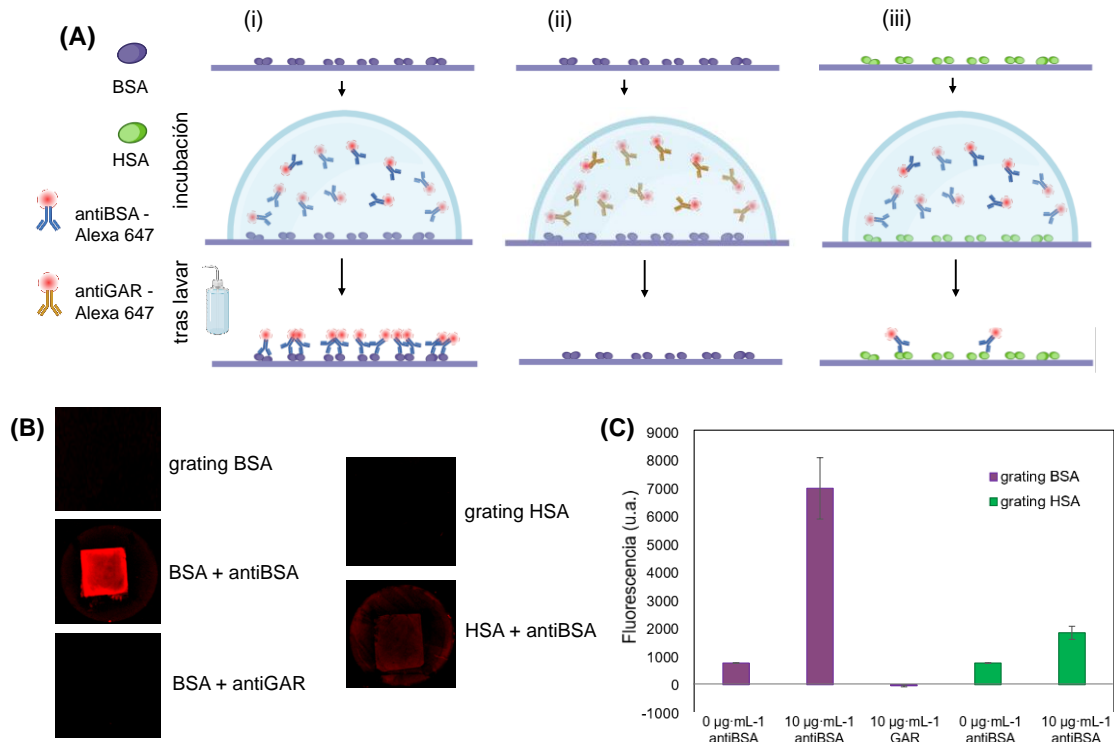 (A)
(i)
(ii)
(iii)
BSA
HSA
antiBSA -
Alexa 647
antiGAR -
Alexa 647
incubación
tras lavar
(B)
grating BSA
BSA + antiBSA
BSA + antiGAR
grating HSA
HSA + antiBSA
(C)
Fluorescencia (u.a.)
9000
8000
7000
6000
5000
4000
3000
2000
1000
0
-1000
grating BSA
grating HSA
0 µg·mL-1
antiBSA
10 µg·mL-1
antiBSA
10 µg·mL-1
GAR
0 µg·mL-1
antiBSA
10 µg·mL-1
antiBSA